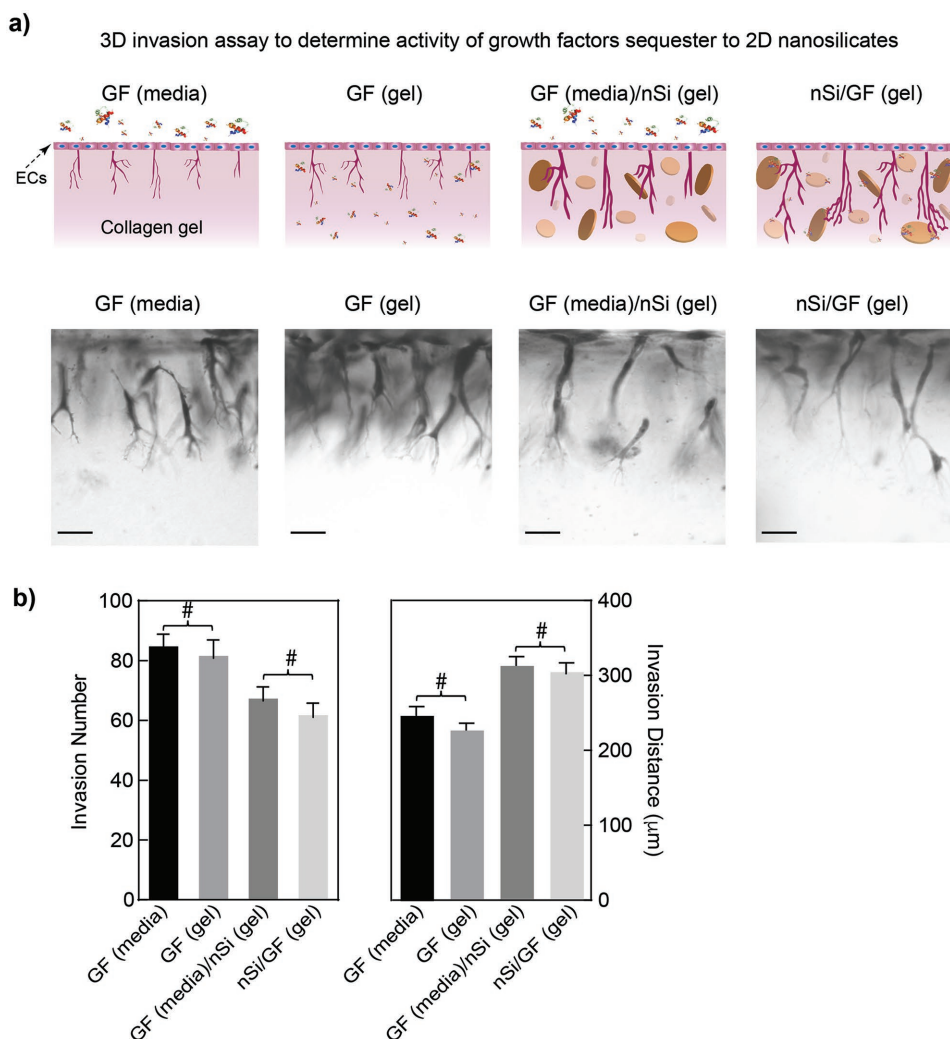 a)
3D invasion assay to determine activity of growth factors sequester to 2D nanosilicates
GF (media)
GF (gel)
GF (media)/nSi (gel)
nSi/GF (gel)
ECs
Collagen gel
GF (media)
GF (gel)
GF (media)/nSi (gel)
nSi/GF (gel)
b)
Invasion Number
100
80
60
40
20
0
#
#
GF (media)
GF (gel)
GF (media)/nSi (gel)
nSi/GF (gel)
#
#
400
300
200
100
0
Invasion Distance (μm)
GF (media)
GF (gel)
GF (media)/nSi (gel)
nSi/GF (gel)